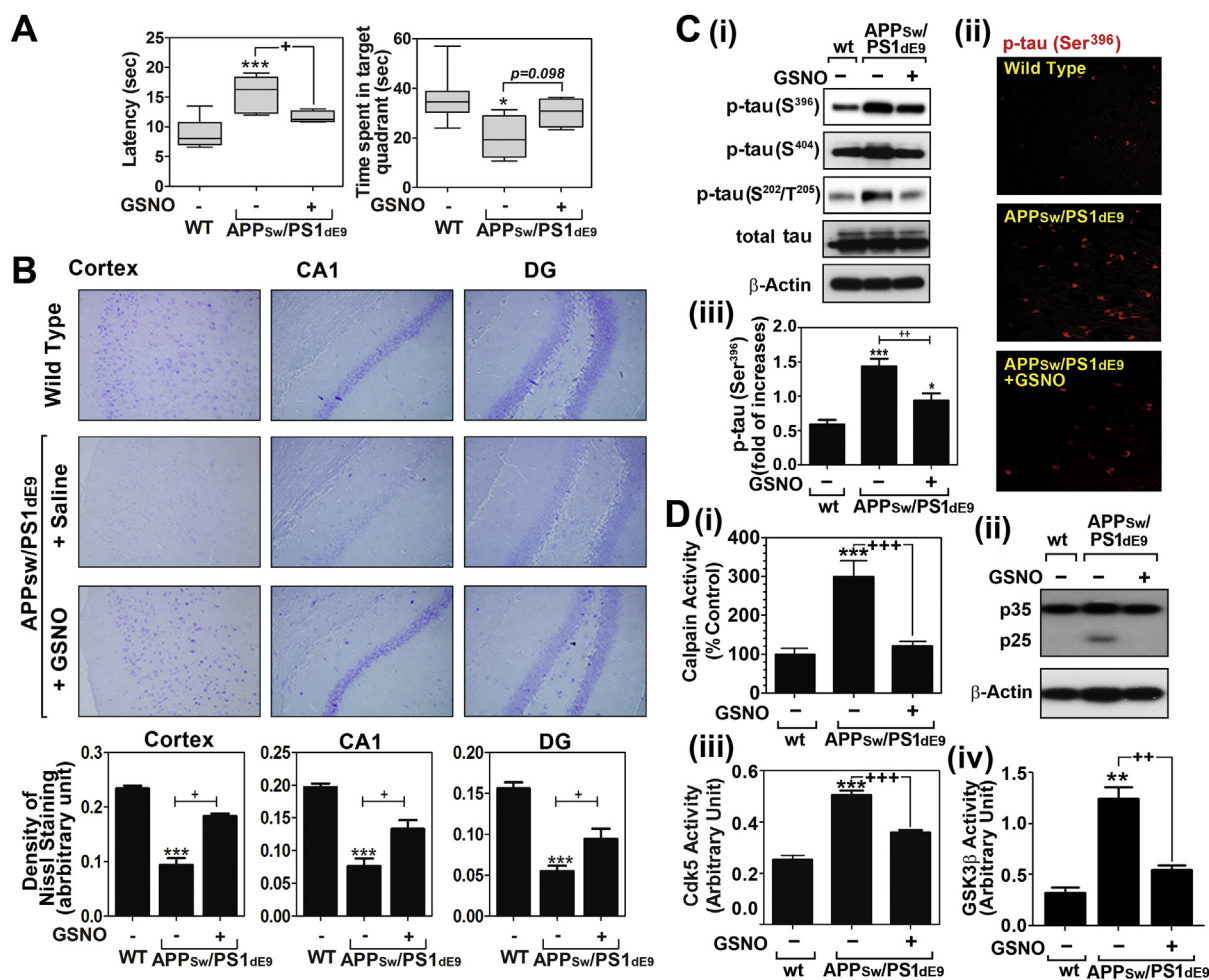 A
Latency (sec)
25
20
15
10
5
0
***
+
GSNO
- - +
WT APPSw/PS1dE9
Time spent in target
quadrant (sec)
60
40
20
0
*
p=0.098
GSNO
- - +
WT APPSw/PS1dE9
B
Cortex CA1 DG
Wild Type
APPsw/PS1dE9
+ Saline
+ GSNO
Density of
Nissl Staining
(abrbitrary unit)
Cortex
0.3
0.2
0.1
0.0
***
+
GSNO - - +
WT APPSw/PS1dE9
CA1
0.20
0.15
0.10
0.05
0.00
***
+
- - +
WT APPSw/PS1dE9
DG
0.20
0.15
0.10
0.05
0.00
***
+
- - +
WT APPSw/PS1dE9
C (i)
wt APPSw/
PS1dE9
GSNO − − +
p-tau (S396)
p-tau (S404)
p-tau (S202/T205)
total tau
β-Actin
(ii)
p-tau (Ser396)
Wild Type
APPSw/PS1dE9
APPSw/PS1dE9
+GSNO
(iii)
p-tau (Ser396)
(fold of increases)
2.0
1.5
1.0
0.5
0.0
***
++
*
GSNO − − +
wt APPSw/PS1dE9
D (i)
Calpain Activity
(% Control)
400
300
200
100
0
***
+++
GSNO − − +
wt APPSw/PS1dE9
(ii)
wt APPSw/
PS1dE9
GSNO − − +
p35
p25
β-Actin
(iii)
Cdk5 Activity
(Arbitrary Unit)
0.6
0.4
0.2
0.0
***
+++
GSNO − − +
wt APPSw/PS1dE9
(iv)
GSK3β Activity
(Arbitrary Unit)
1.5
1.0
0.5
0.0
**
++
GSNO − − +
wt APPSw/PS1dE9